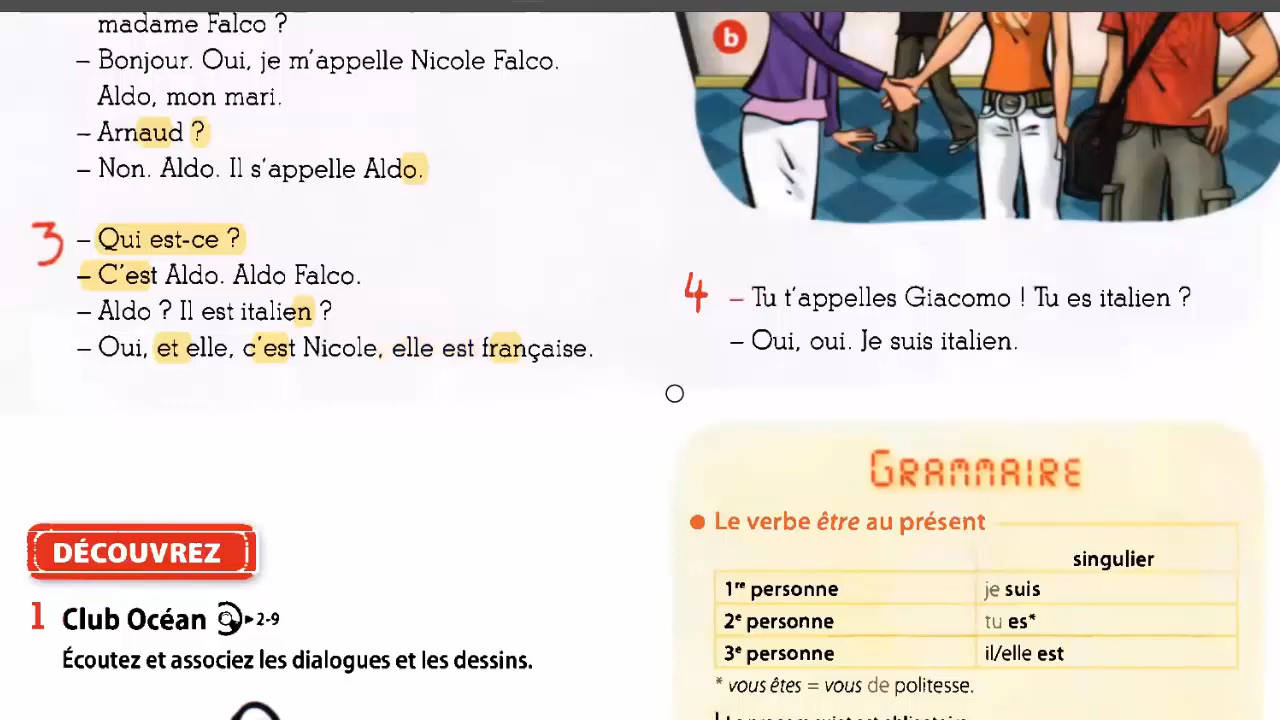 madame Falco ?
– Bonjour. Oui, je m'appelle Nicole Falco.
Aldo, mon mari.
– Arnaud ?
– Non. Aldo. Il s'appelle Aldo.
3 – Qui est-ce ?
– C'est Aldo. Aldo Falco.
– Aldo ? Il est italien ?
– Oui, et elle, c'est Nicole, elle est française.
b
4 – Tu t'appelles Giacomo ! Tu es italien ?
– Oui, oui. Je suis italien.
DÉCOUVREZ
1 Club Océan 2-9
Écoutez et associez les dialogues et les dessins.
GRAMMAIRE
● Le verbe être au présent
singulier
1re personne je suis
2e personne tu es*
3e personne il/elle est
* vous êtes = vous de politesse.